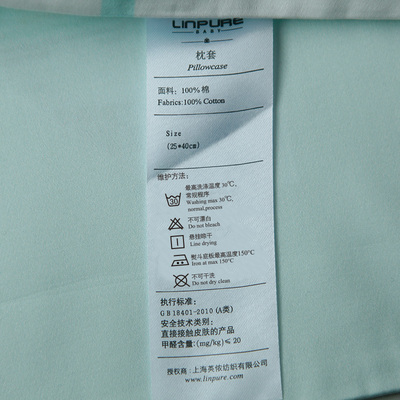 LINPURE
BABY
枕套
Pillowcase
面料: 100% 棉
Fabrics: 100% Cotton
Size
(25*40cm)
维护方法:
最高洗涤温度 30℃,
常规程序
30
Washing max 30℃,
normal,process
不可漂白
Do not bleach
悬挂晾干
Line drying
熨斗底板最高温度150℃
Iron at max 150℃
不可干洗
Do not dry clean
执行标准:
GB 18401-2010 (A类)
安全技术类别:
直接接触皮肤的产品
甲醛含量: (mg/kg) ≤ 20
授权商: 上海英侬纺织有限公司
www.linpure.com